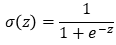 σ(z) = 1 / (1 + e^{-z})